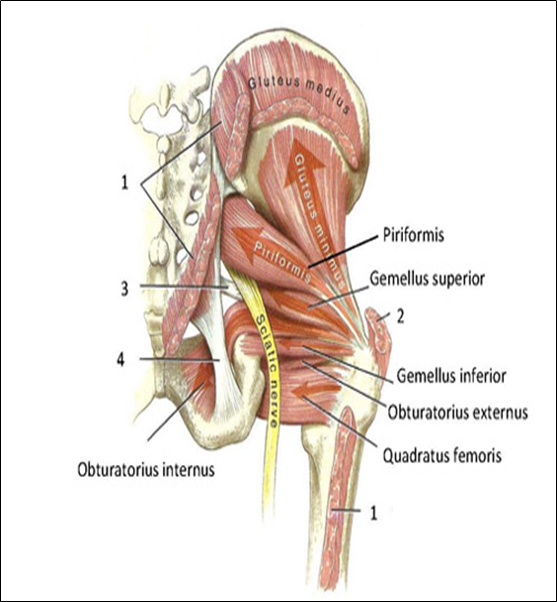 Gluteus medius
1
Gluteus minimus
Piriformis
Piriformis
Gemellus superior
3
2
Sciatic nerve
4
Gemellus inferior
Obturatorius externus
Quadratus femoris
Obturatorius internus
1